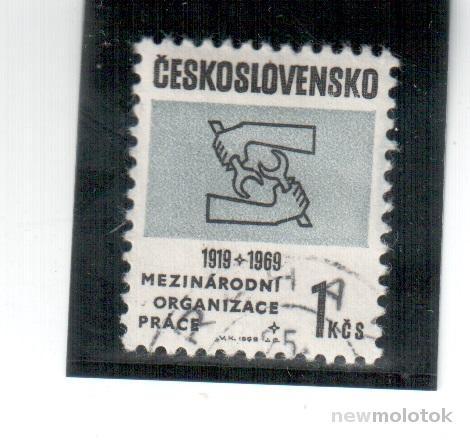 ČESKOSLOVENSKO
1919 + 1969
MEZINÁRODNÍ
ORGANIZACE
PRÁCE
1 KČS
newmolotok